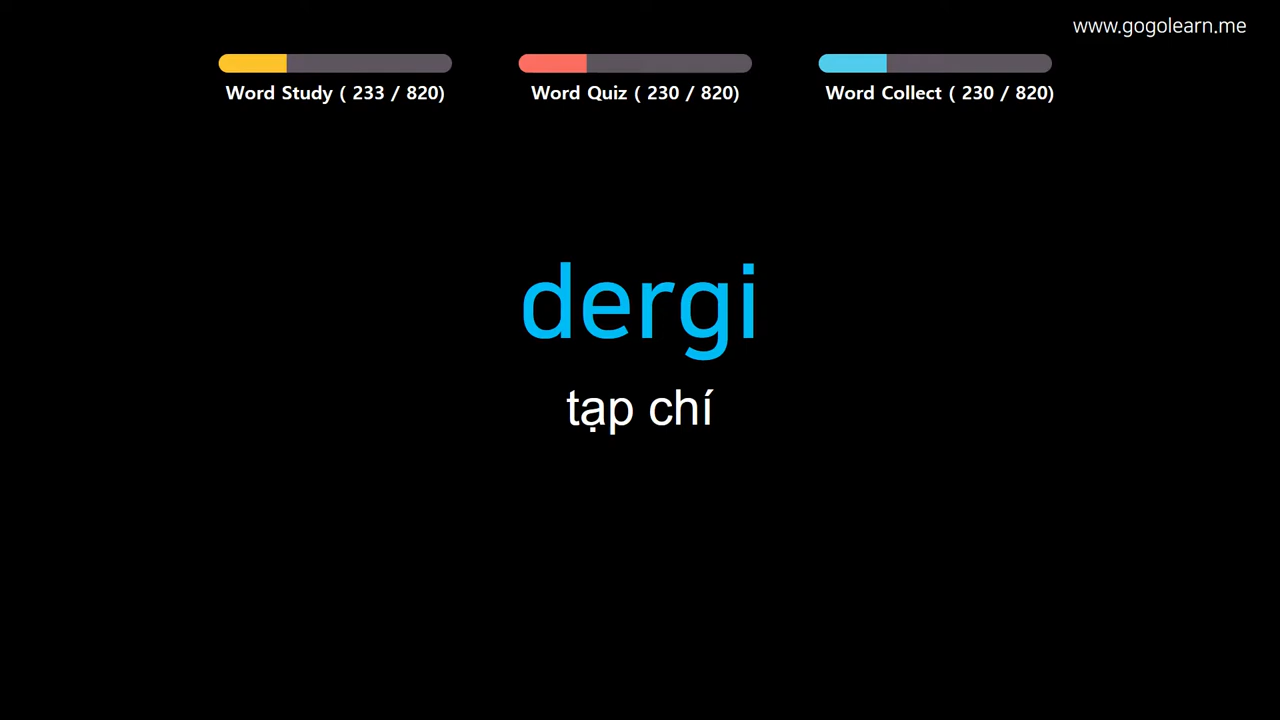 www.gogolearn.me
Word Study ( 233 / 820)
Word Quiz ( 230 / 820)
Word Collect ( 230 / 820)
dergi
tạp chí